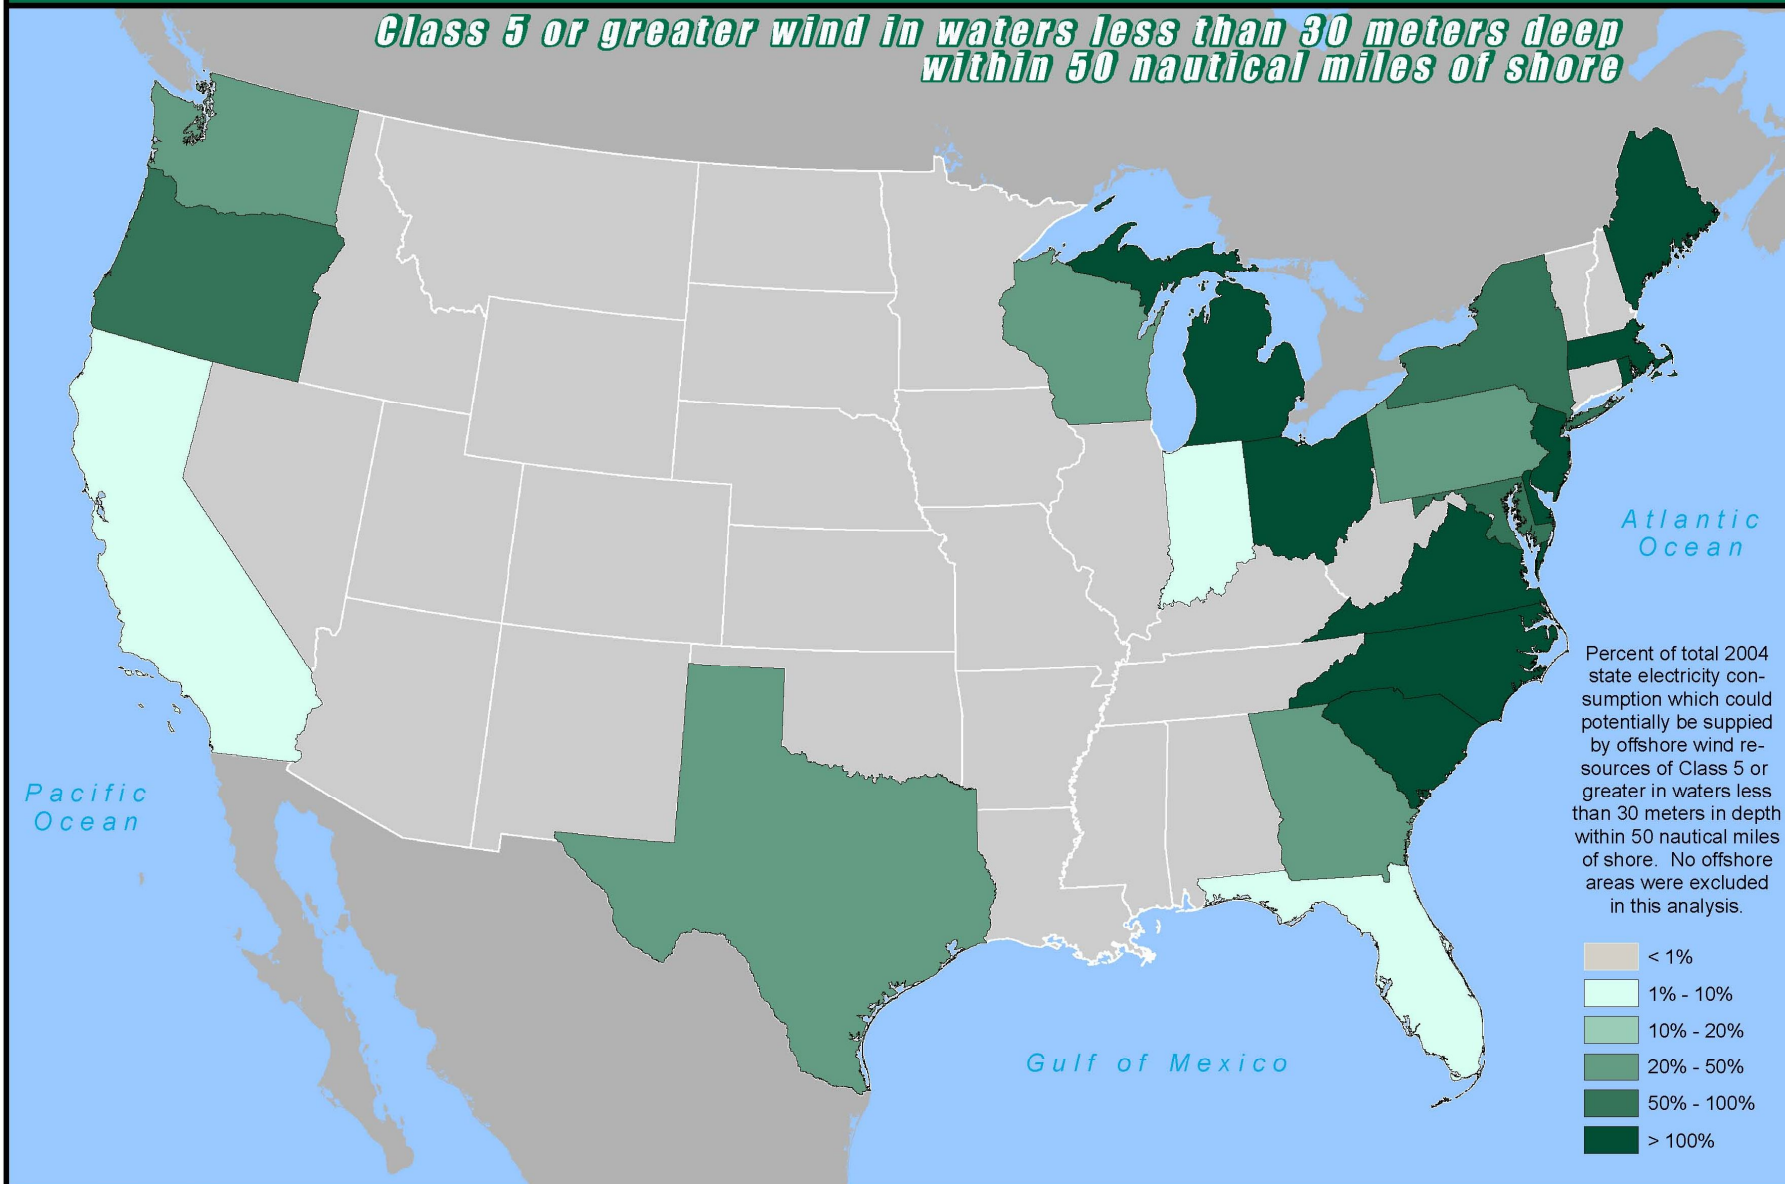 Class 5 or greater wind in waters less than 30 meters deep
within 50 nautical miles of shore
Atlantic
Ocean
Percent of total 2004
state electricity con-
sumption which could
potentially be suppied
by offshore wind re-
sources of Class 5 or
greater in waters less
than 30 meters in depth
within 50 nautical miles
of shore. No offshore
areas were excluded
in this analysis.
Pacific
Ocean
Gulf of Mexico
< 1%
1% - 10%
10% - 20%
20% - 50%
50% - 100%
> 100%